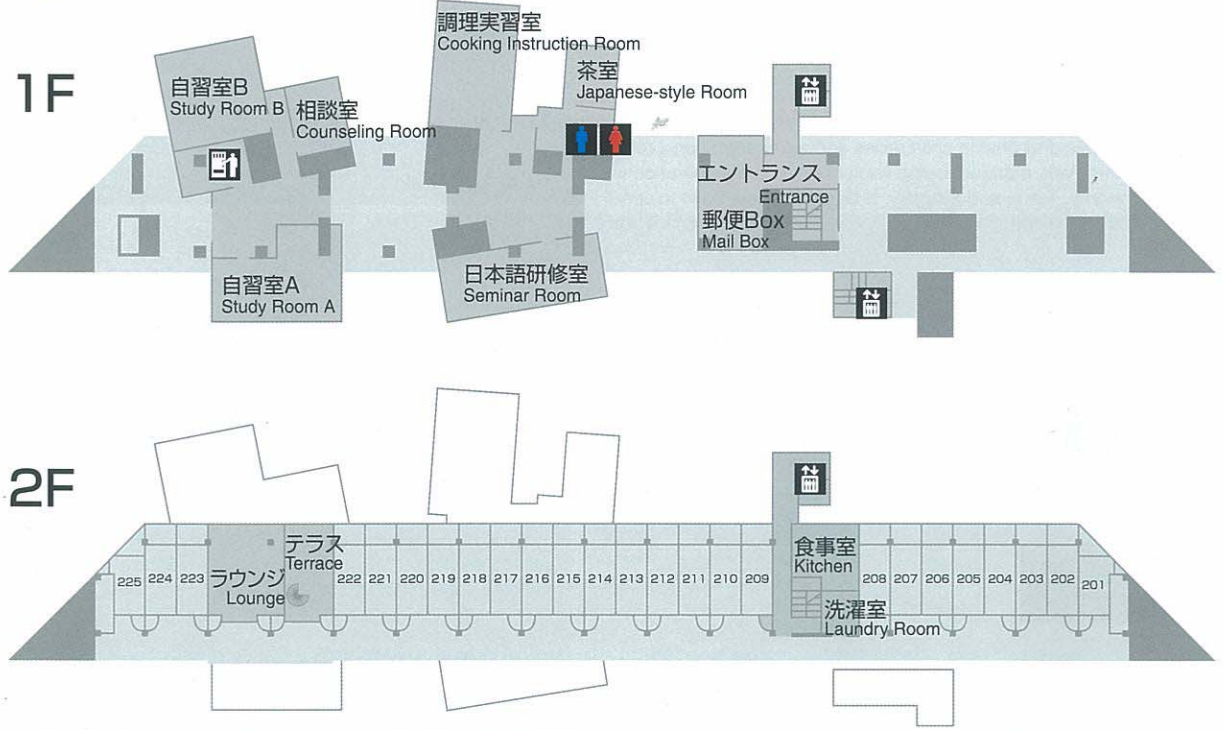 1F
調理実習室
Cooking Instruction Room
自習室B
Study Room B
相談室
Counseling Room
茶室
Japanese-style Room
エントランス
Entrance
郵便Box
Mail Box
自習室A
Study Room A
日本語研修室
Seminar Room
2F
テラス
Terrace
ラウンジ
Lounge
食事室
Kitchen
洗濯室
Laundry Room
225 224 223 222 221 220 219 218 217 216 215 214 213 212 211 210 209 208 207 206 205 204 203 202 201